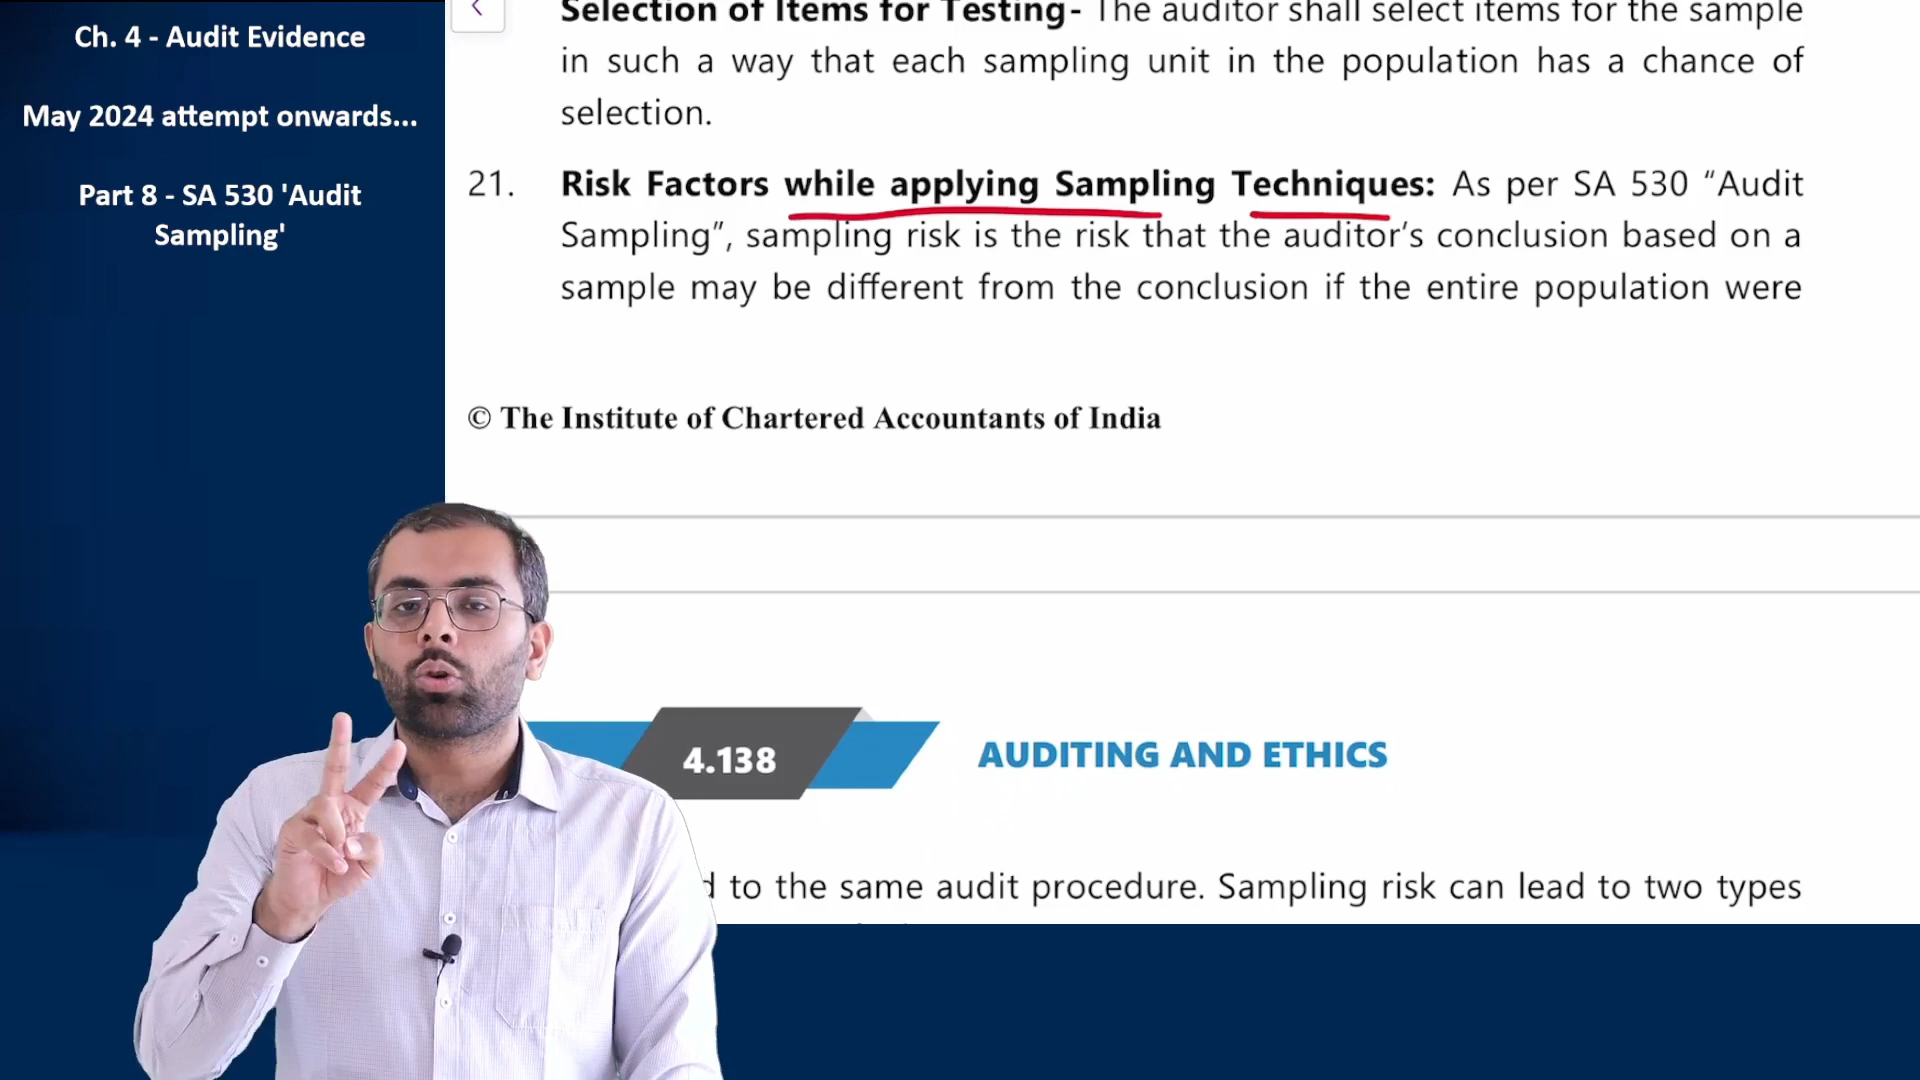 Ch. 4 - Audit Evidence
May 2024 attempt onwards...
Part 8 - SA 530 'Audit
Sampling'
Selection of Items for Testing- The auditor shall select items for the sample
in such a way that each sampling unit in the population has a chance of
selection.
21. Risk Factors while applying Sampling Techniques: As per SA 530 “Audit
Sampling”, sampling risk is the risk that the auditor’s conclusion based on a
sample may be different from the conclusion if the entire population were
© The Institute of Chartered Accountants of India
4.138 AUDITING AND ETHICS
to the same audit procedure. Sampling risk can lead to two types